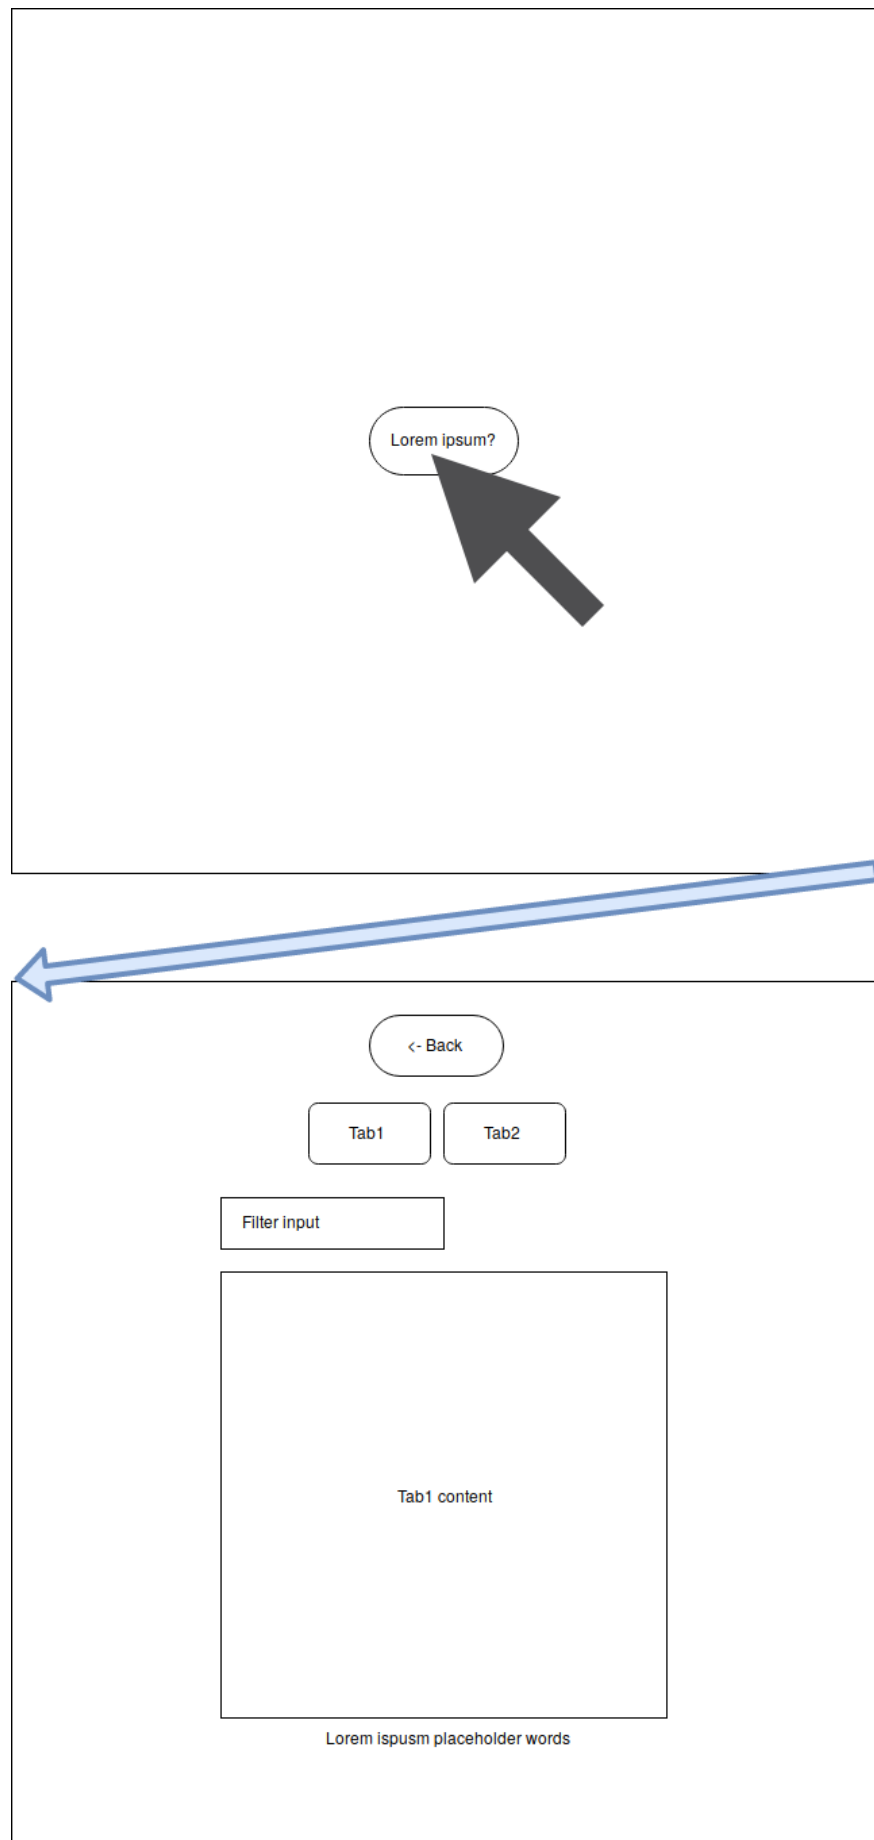 Lorem ipsum?
<- Back
Tab1
Tab2
Filter input
Tab1 content
Lorem ispusm placeholder words